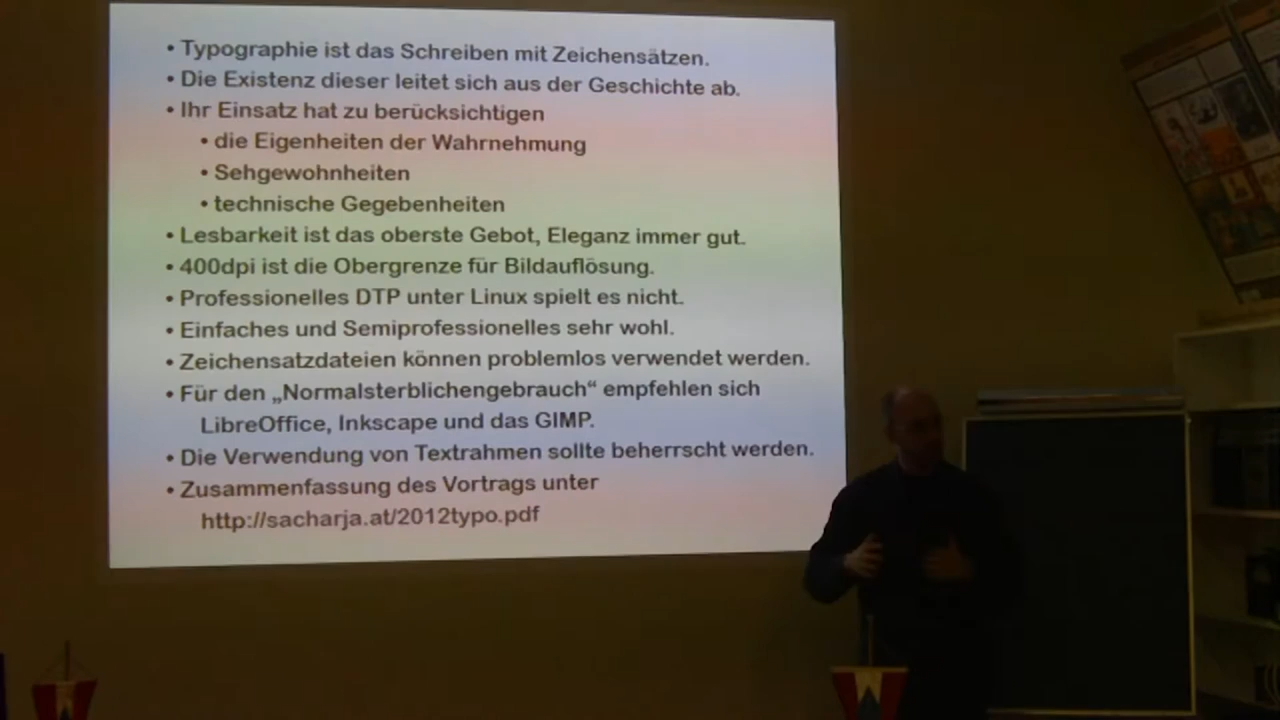 • Typographie ist das Schreiben mit Zeichensätzen.
• Die Existenz dieser leitet sich aus der Geschichte ab.
• Ihr Einsatz hat zu berücksichtigen
• die Eigenheiten der Wahrnehmung
• Sehgewohnheiten
• technische Gegebenheiten
• Lesbarkeit ist das oberste Gebot, Eleganz immer gut.
• 400dpi ist die Obergrenze für Bildauflösung.
• Professionelles DTP unter Linux spielt es nicht.
• Einfaches und Semiprofessionelles sehr wohl.
• Zeichensatzdateien können problemlos verwendet werden.
• Für den „Normalsterblichengebrauch“ empfehlen sich
LibreOffice, Inkscape und das GIMP.
• Die Verwendung von Textrahmen sollte beherrscht werden.
• Zusammenfassung des Vortrags unter
http://sacharja.at/2012typo.pdf